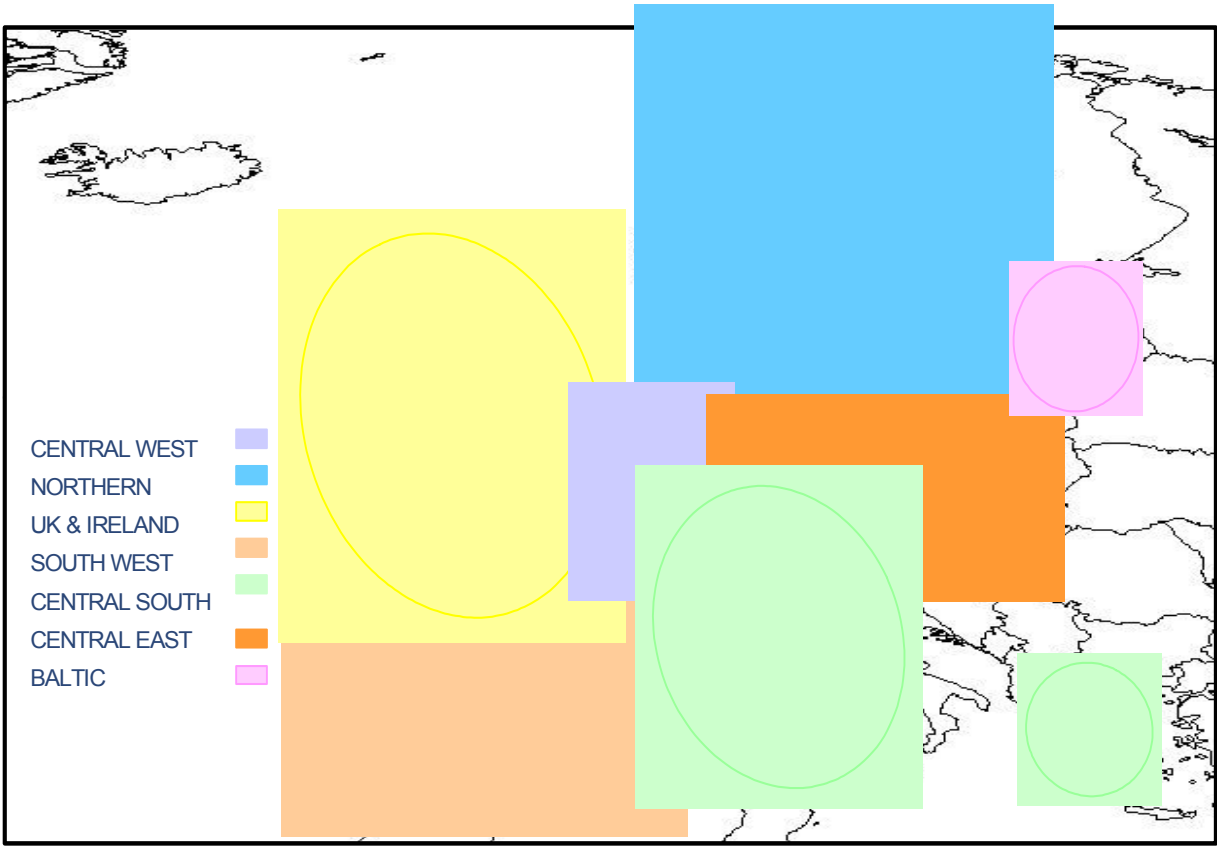 CENTRAL WEST
NORTHERN
UK & IRELAND
SOUTH WEST
CENTRAL SOUTH
CENTRAL EAST
BALTIC